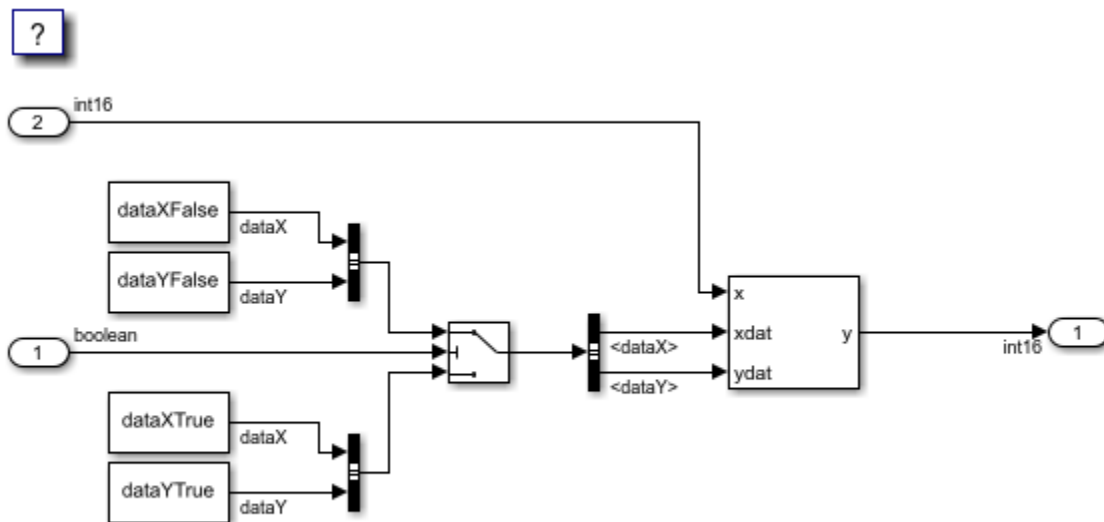 ?
int16
2
dataXFalse
dataX
dataYFalse
dataY
x
xdat
y
ydat
boolean
1
<dataX>
<dataY>
int16
1
dataXTrue
dataX
dataYTrue
dataY